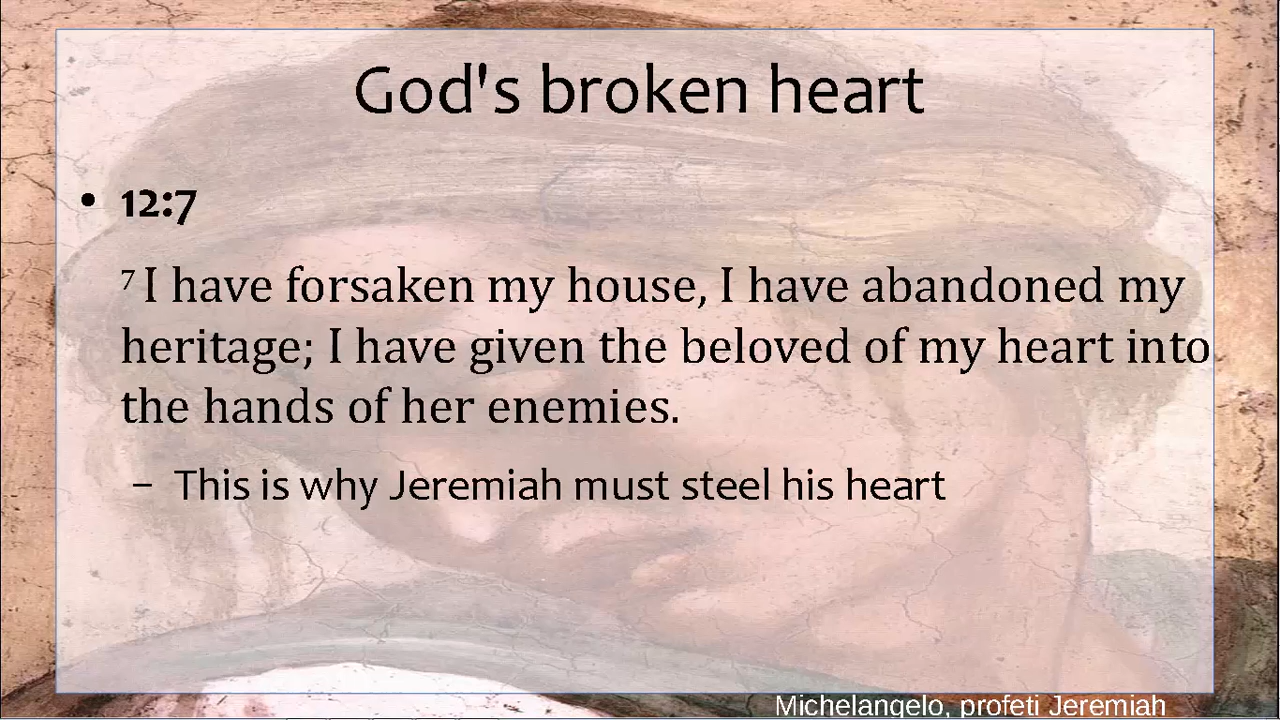 God's broken heart
• 12:7
7 I have forsaken my house, I have abandoned my
heritage; I have given the beloved of my heart into
the hands of her enemies.
– This is why Jeremiah must steel his heart
Michelangelo, profeti Jeremiah